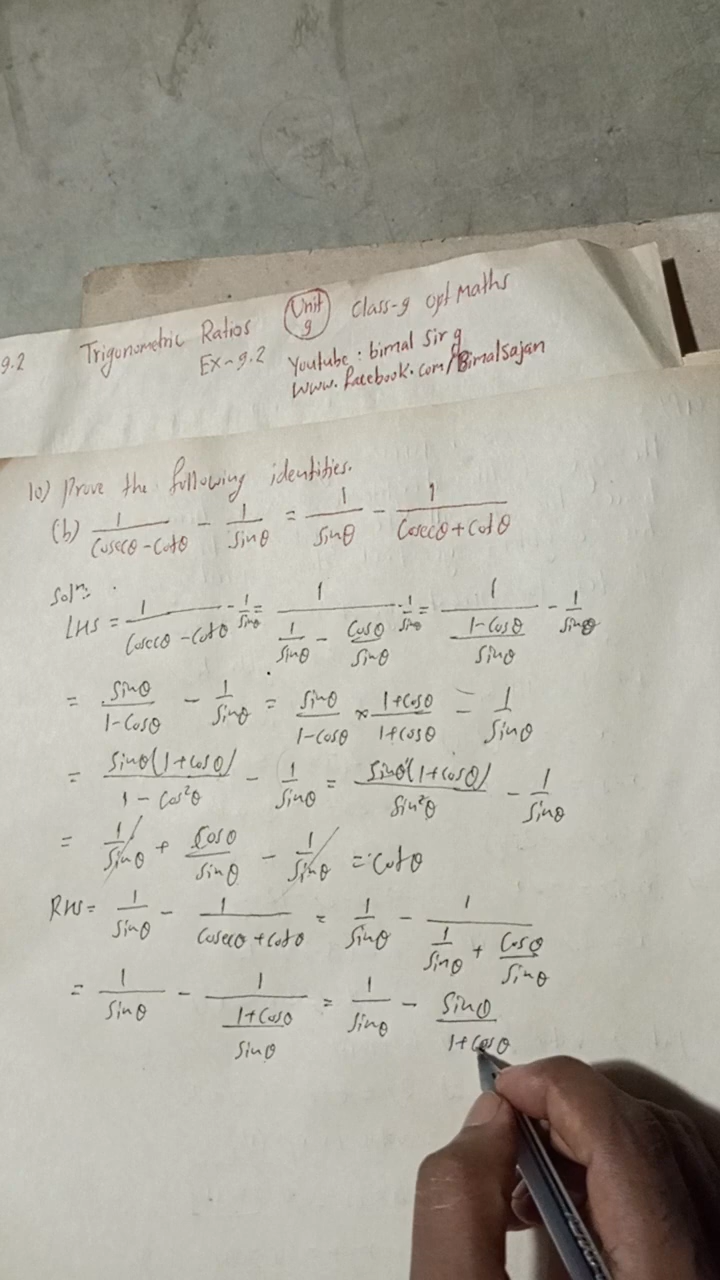 9.2 Trigonometric Ratios Unit 9 Class-9 Opt Maths
Ex-9.2 Youtube: bimal Sir g
www.facebook.com/Bimalsajan
10) Prove the following identities.
(b) 1/(Cosecθ - Cotθ) - 1/Sinθ = 1/Sinθ - 1/(Cosecθ + Cotθ)
Solⁿ:
LHS = 1/(Cosecθ - Cotθ) - 1/Sinθ = 1/(1/Sinθ - Cosθ/Sinθ) - 1/Sinθ = 1/((1-Cosθ)/Sinθ) - 1/Sinθ
= Sinθ/(1-Cosθ) - 1/Sinθ = Sinθ/(1-Cosθ) × (1+Cosθ)/(1+Cosθ) - 1/Sinθ
= Sinθ(1+Cosθ)/(1 - Cos²θ) - 1/Sinθ = Sinθ(1+Cosθ)/Sin²θ - 1/Sinθ
= 1/Sinθ + Cosθ/Sinθ - 1/Sinθ = Cotθ
RHS = 1/Sinθ - 1/(Cosecθ + Cotθ) = 1/Sinθ - 1/(1/Sinθ + Cosθ/Sinθ)
= 1/Sinθ - 1/((1+Cosθ)/Sinθ) = 1/Sinθ - Sinθ/(1+Cosθ)